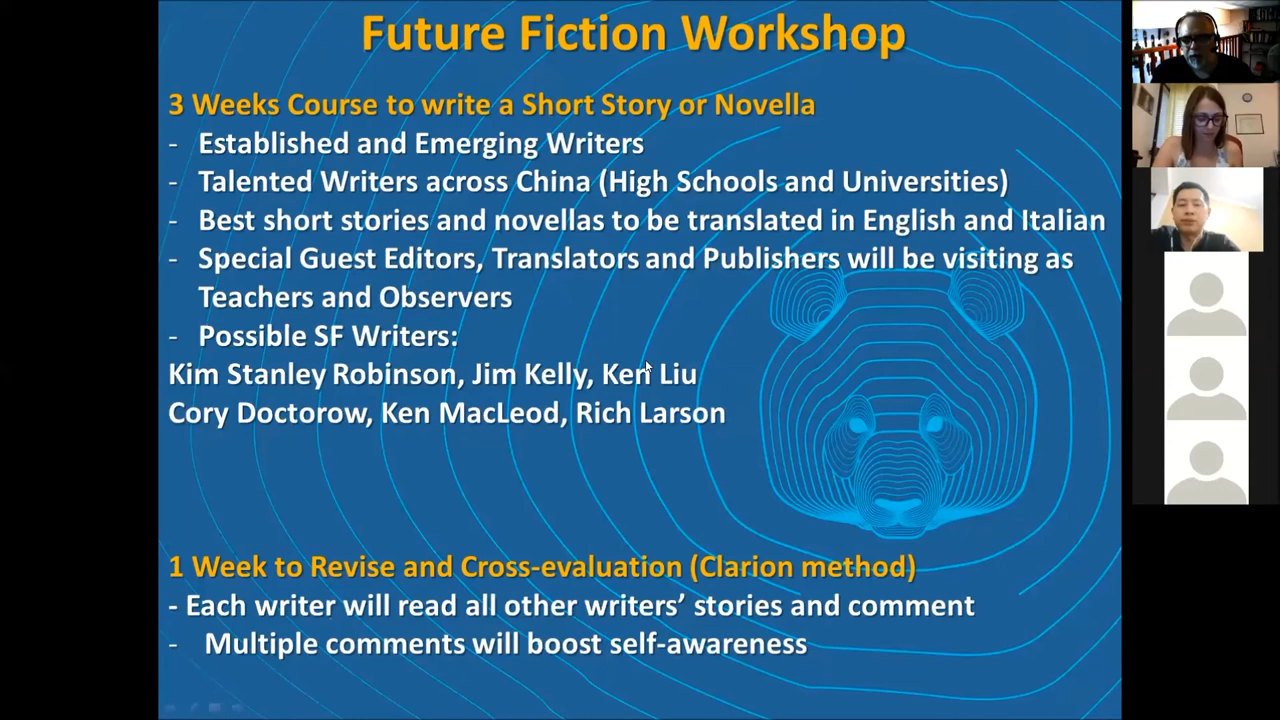 Future Fiction Workshop
3 Weeks Course to write a Short Story or Novella
- Established and Emerging Writers
- Talented Writers across China (High Schools and Universities)
- Best short stories and novellas to be translated in English and Italian
- Special Guest Editors, Translators and Publishers will be visiting as
Teachers and Observers
- Possible SF Writers:
Kim Stanley Robinson, Jim Kelly, Ken Liu
Cory Doctorow, Ken MacLeod, Rich Larson
1 Week to Revise and Cross-evaluation (Clarion method)
- Each writer will read all other writers’ stories and comment
- Multiple comments will boost self-awareness